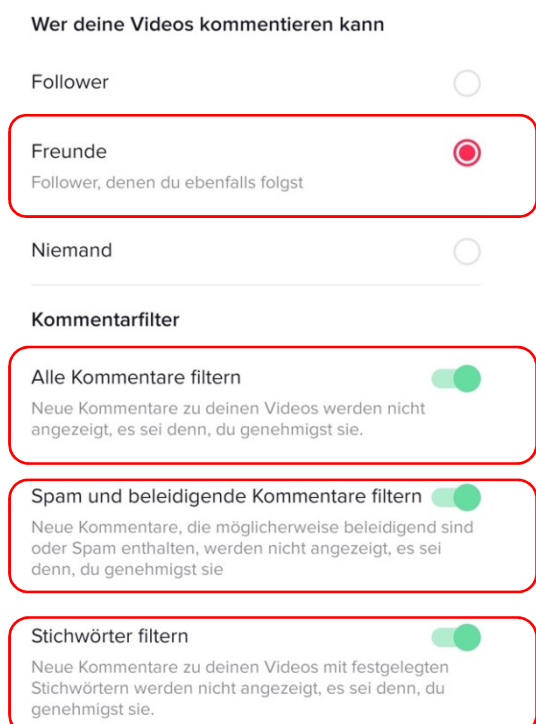 Wer deine Videos kommentieren kann
Follower
Freunde
Follower, denen du ebenfalls folgst
Niemand
Kommentarfilter
Alle Kommentare filtern
Neue Kommentare zu deinen Videos werden nicht
angezeigt, es sei denn, du genehmigst sie.
Spam und beleidigende Kommentare filtern
Neue Kommentare, die möglicherweise beleidigend sind
oder Spam enthalten, werden nicht angezeigt, es sei
denn, du genehmigst sie
Stichwörter filtern
Neue Kommentare zu deinen Videos mit festgelegten
Stichwörtern werden nicht angezeigt, es sei denn, du
genehmigst sie.